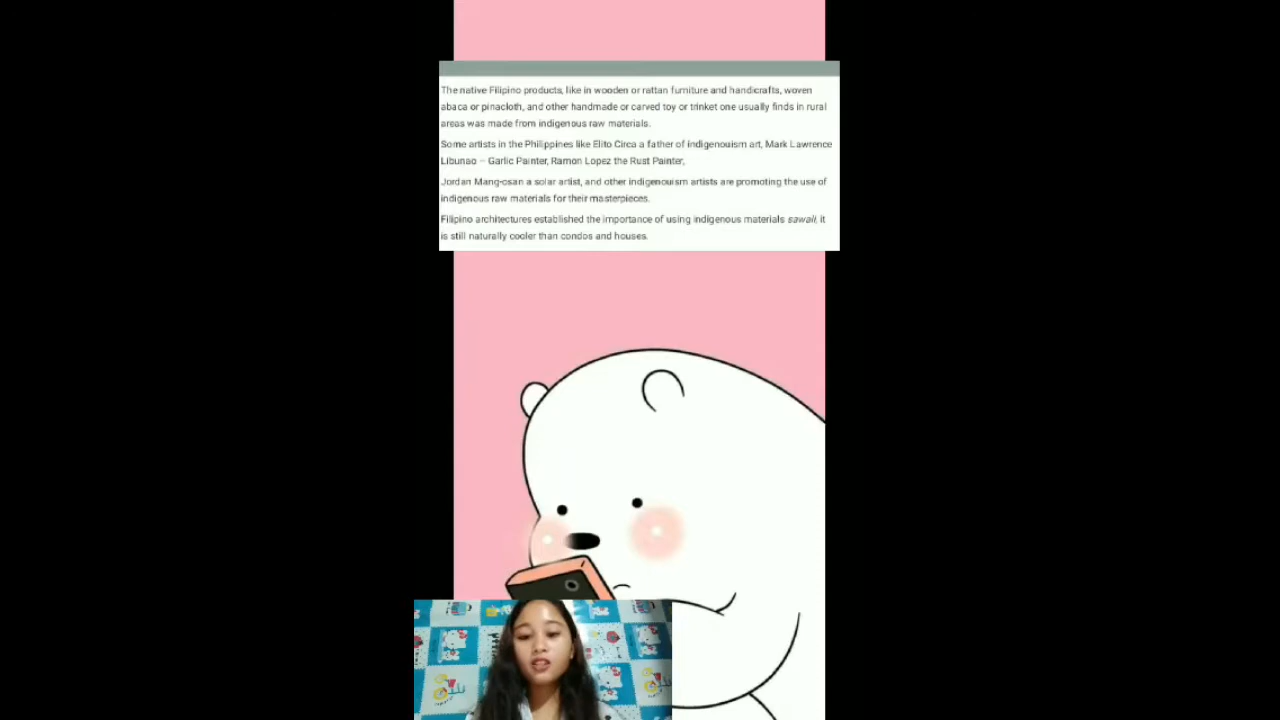 The native Filipino products, like in wooden or rattan furniture and handicrafts, woven
abaca or pinacloth, and other handmade or carved toy or trinket one usually finds in rural
areas was made from indigenous raw materials.
Some artists in the Philippines like Elito Circa a father of indigenouism art, Mark Lawrence
Libunao – Garlic Painter, Ramon Lopez the Rust Painter,
Jordan Mang-osan a solar artist, and other indigenouism artists are promoting the use of
indigenous raw materials for their masterpieces.
Filipino architectures established the importance of using indigenous materials sawali, it
is still naturally cooler than condos and houses.